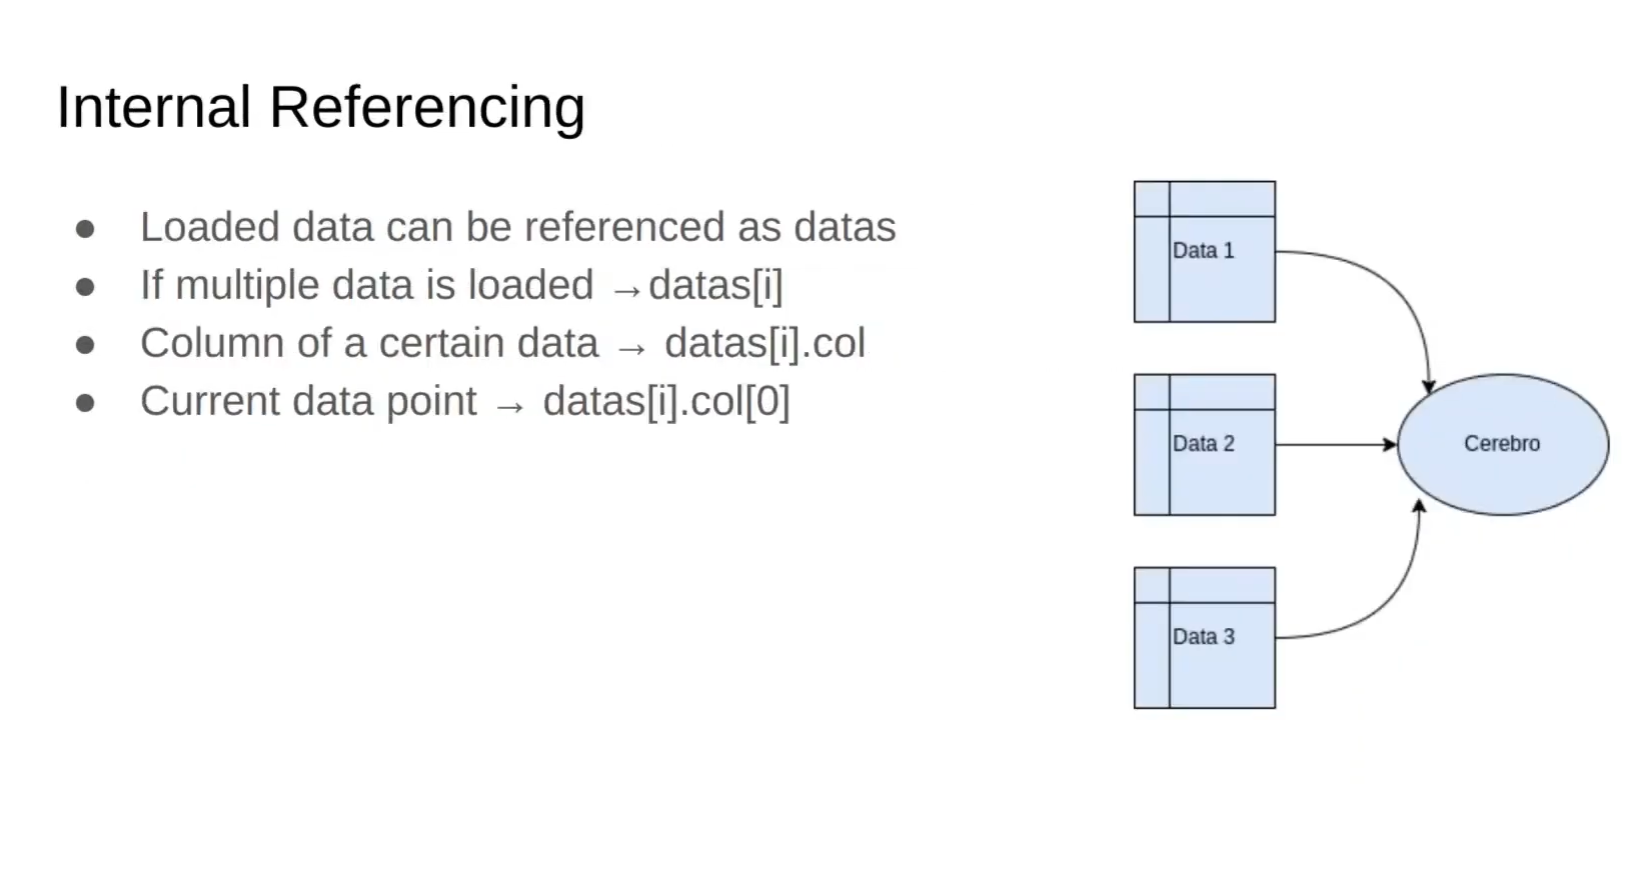 Internal Referencing
● Loaded data can be referenced as datas
● If multiple data is loaded →datas[i]
● Column of a certain data → datas[i].col
● Current data point → datas[i].col[0]
Data 1
Data 2
Cerebro
Data 3